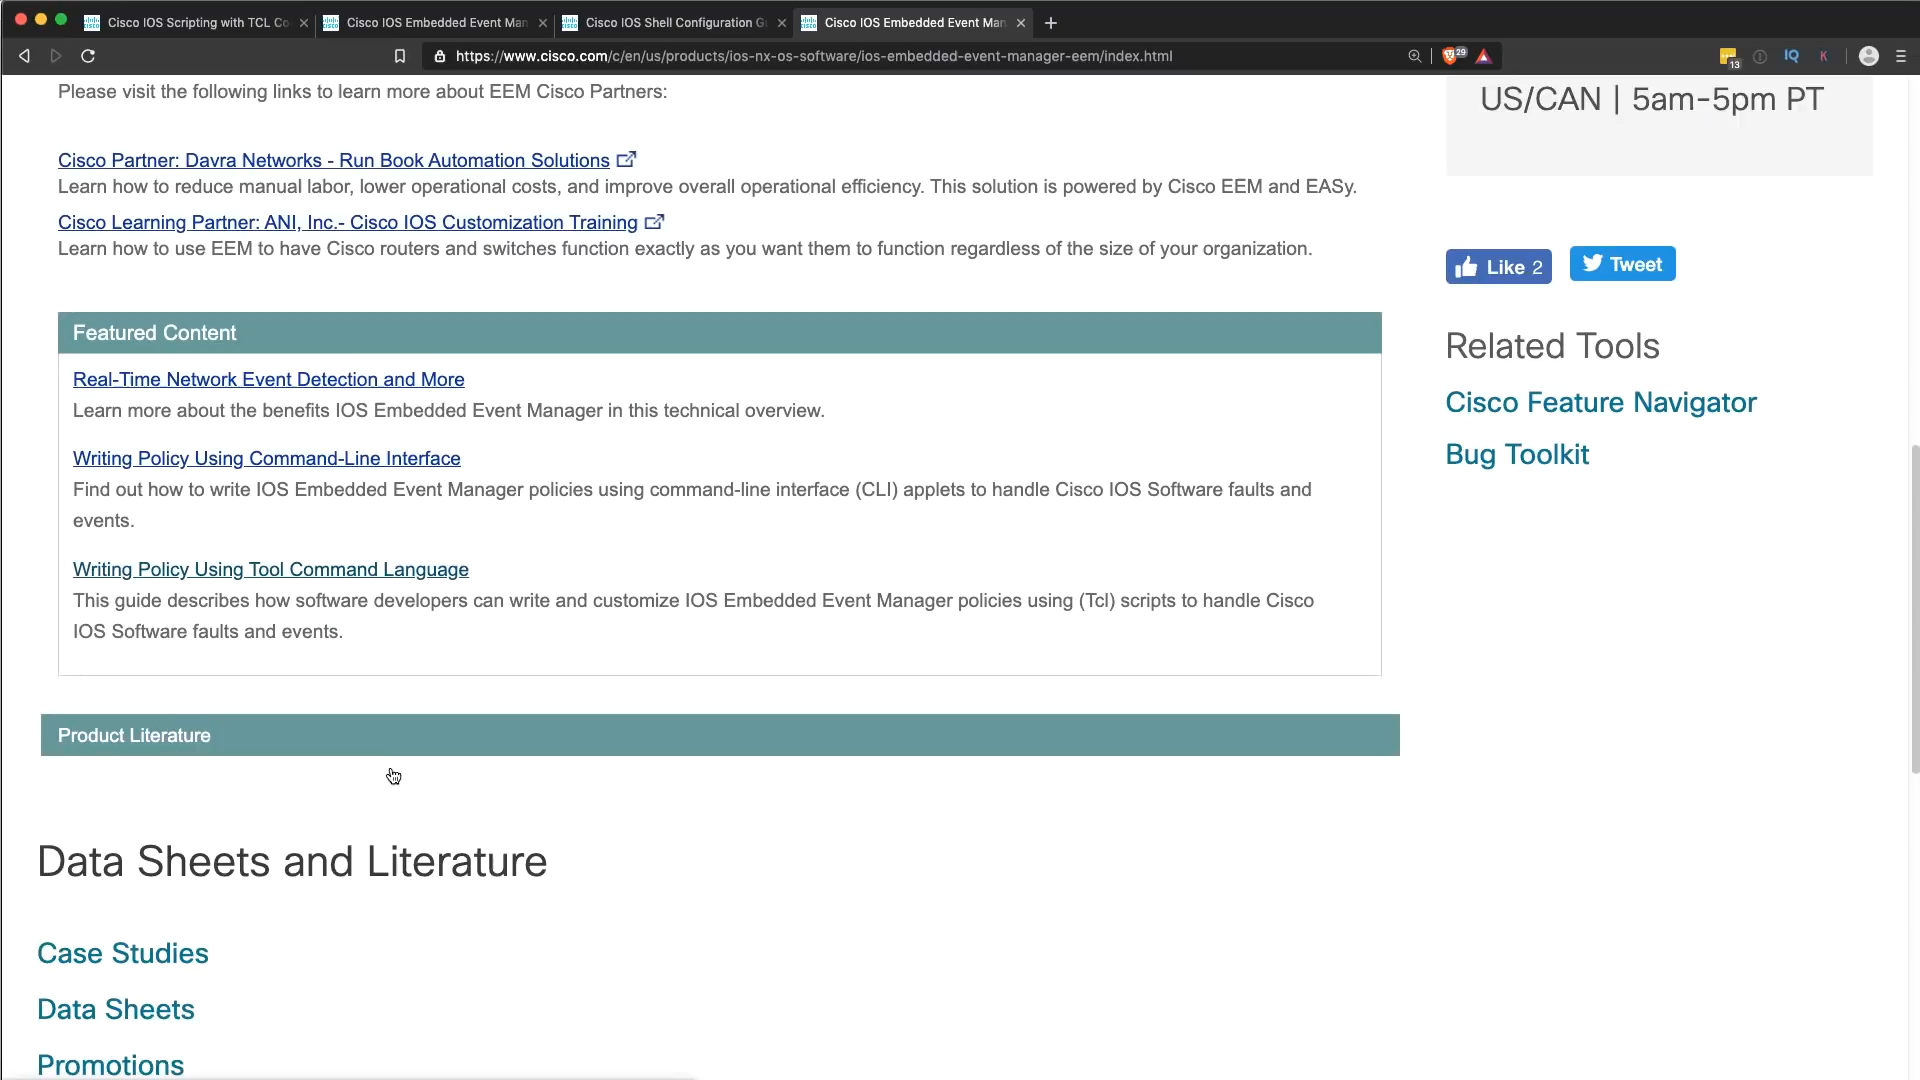 Cisco IOS Scripting with TCL Co
Cisco IOS Embedded Event Man
Cisco IOS Shell Configuration G
Cisco IOS Embedded Event Man
https://www.cisco.com/c/en/us/products/ios-nx-os-software/ios-embedded-event-manager-eem/index.html
29
13
IQ
K
Please visit the following links to learn more about EEM Cisco Partners:
Cisco Partner: Davra Networks - Run Book Automation Solutions
Learn how to reduce manual labor, lower operational costs, and improve overall operational efficiency. This solution is powered by Cisco EEM and EASy.
Cisco Learning Partner: ANI, Inc.- Cisco IOS Customization Training
Learn how to use EEM to have Cisco routers and switches function exactly as you want them to function regardless of the size of your organization.
Featured Content
Real-Time Network Event Detection and More
Learn more about the benefits IOS Embedded Event Manager in this technical overview.
Writing Policy Using Command-Line Interface
Find out how to write IOS Embedded Event Manager policies using command-line interface (CLI) applets to handle Cisco IOS Software faults and
events.
Writing Policy Using Tool Command Language
This guide describes how software developers can write and customize IOS Embedded Event Manager policies using (Tcl) scripts to handle Cisco
IOS Software faults and events.
Product Literature
Data Sheets and Literature
Case Studies
Data Sheets
Promotions
US/CAN | 5am-5pm PT
Like 2
Tweet
Related Tools
Cisco Feature Navigator
Bug Toolkit